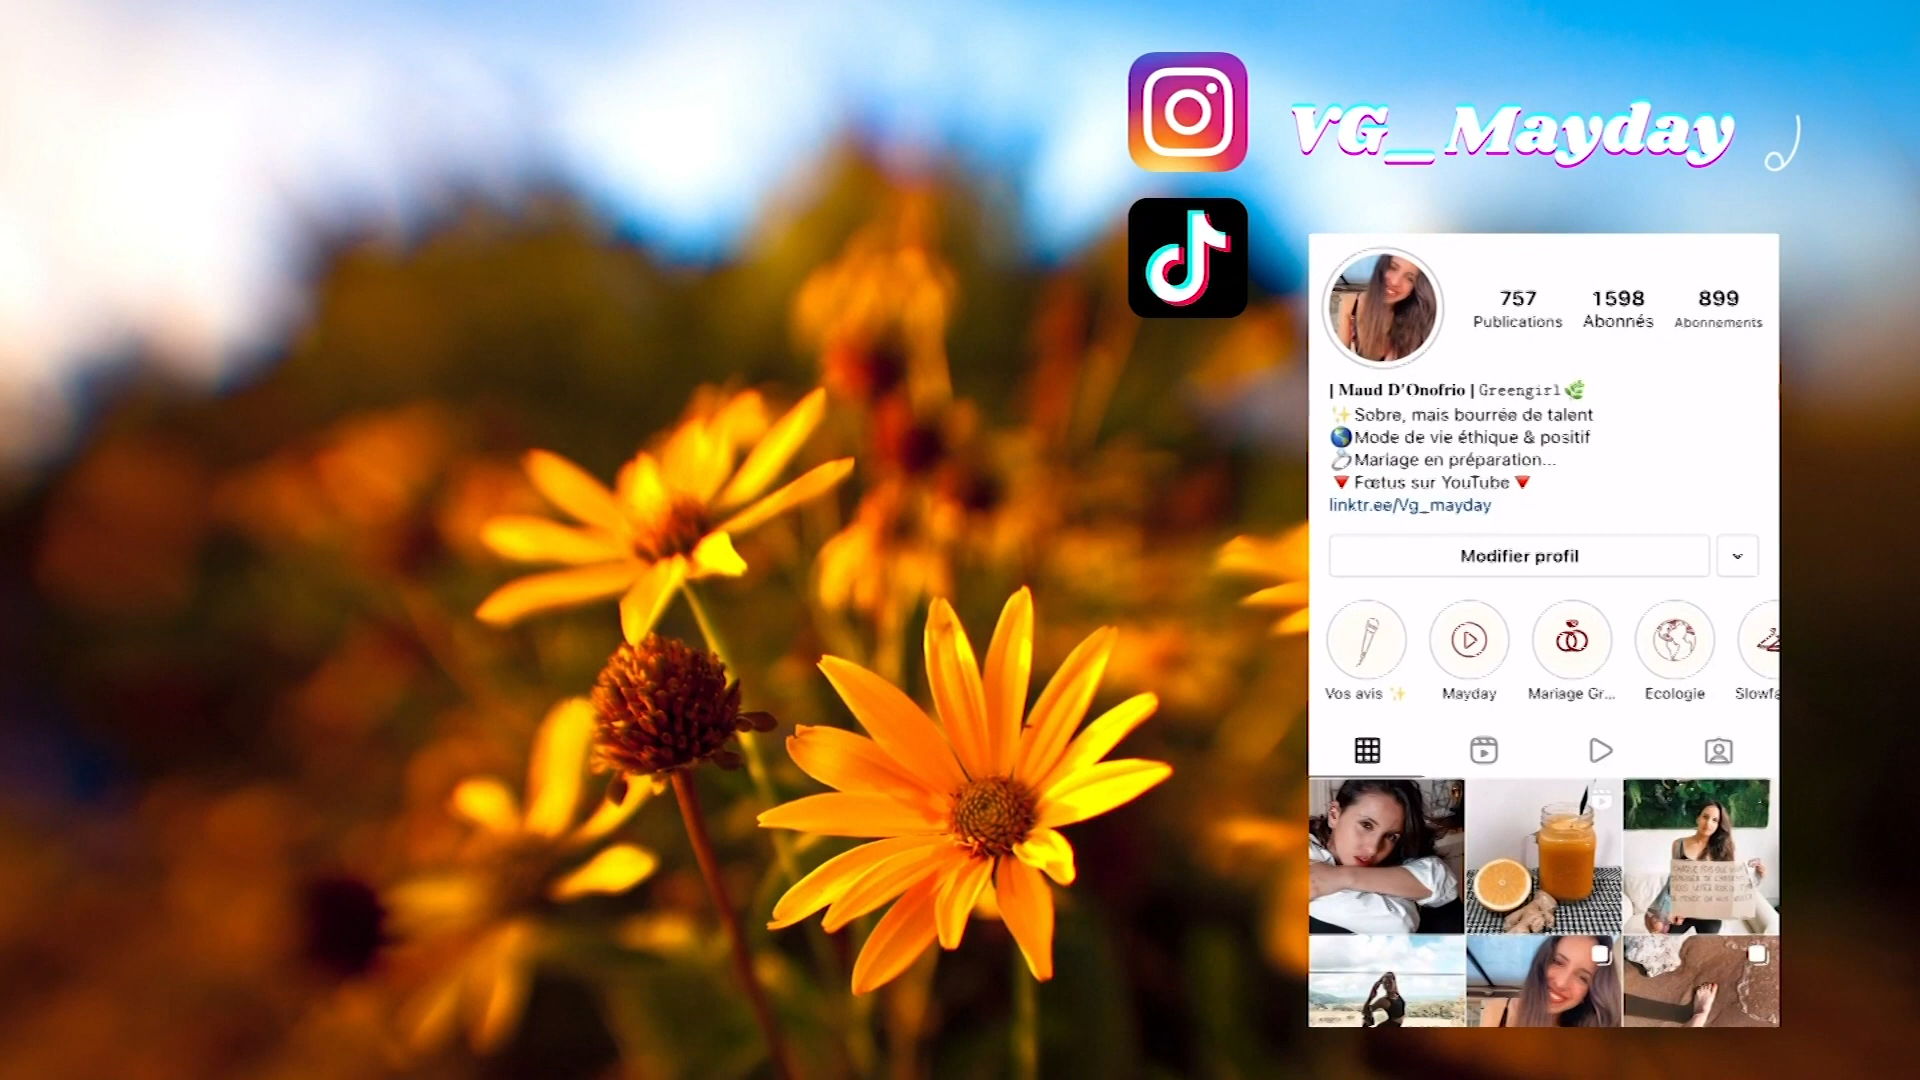 VG_Mayday
757 1598 899
Publications Abonnés Abonnements
| Maud D'Onofrio | Greengirl
Sobre, mais bourrée de talent
Mode de vie éthique & positif
Mariage en préparation...
Fœtus sur YouTube
linktr.ee/Vg_mayday
Modifier profil
Vos avis Mayday Mariage Gr... Ecologie Slowfa